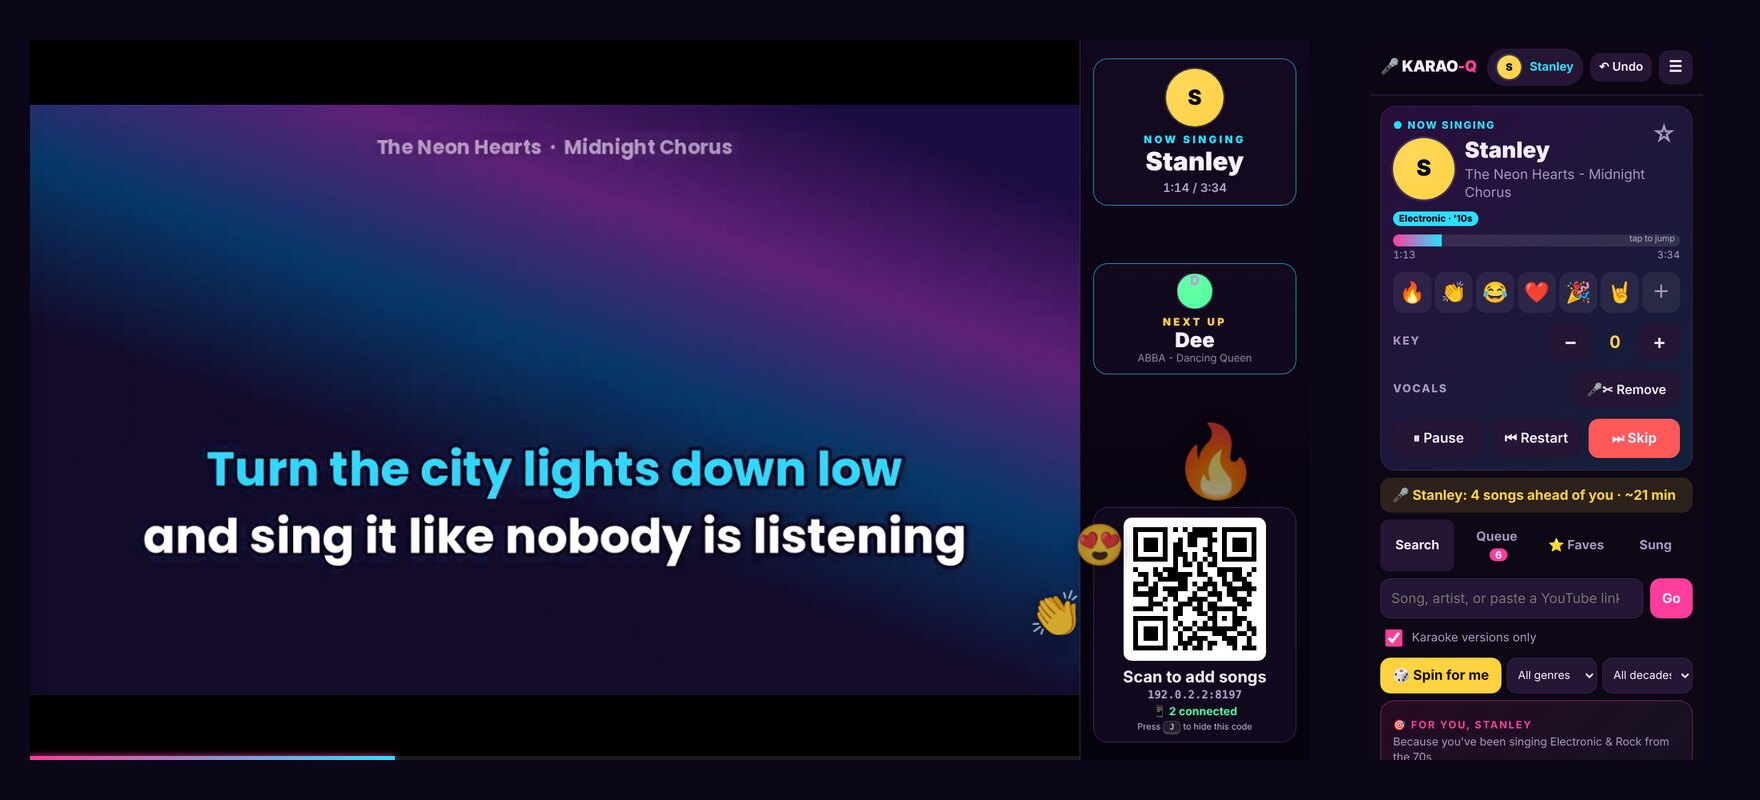 The Neon Hearts · Midnight Chorus
Turn the city lights down low
and sing it like nobody is listening
S
NOW SINGING
Stanley
1:14 / 3:34
D
NEXT UP
Dee
ABBA - Dancing Queen
Scan to add songs
192.0.2.2:8197
2 connected
Press J to hide this code
KARAO-Q
S Stanley
↶ Undo
☰
NOW SINGING
S
Stanley
The Neon Hearts - Midnight
Chorus
Electronic · '10s
tap to jump
1:13 3:34
+
KEY − 0 +
VOCALS Remove
Pause Restart Skip
Stanley: 4 songs ahead of you · ~21 min
Search Queue 6 Faves Sung
Song, artist, or paste a YouTube link
Go
Karaoke versions only
Spin for me All genres All decades
FOR YOU, STANLEY
Because you've been singing Electronic & Rock from
the 70s